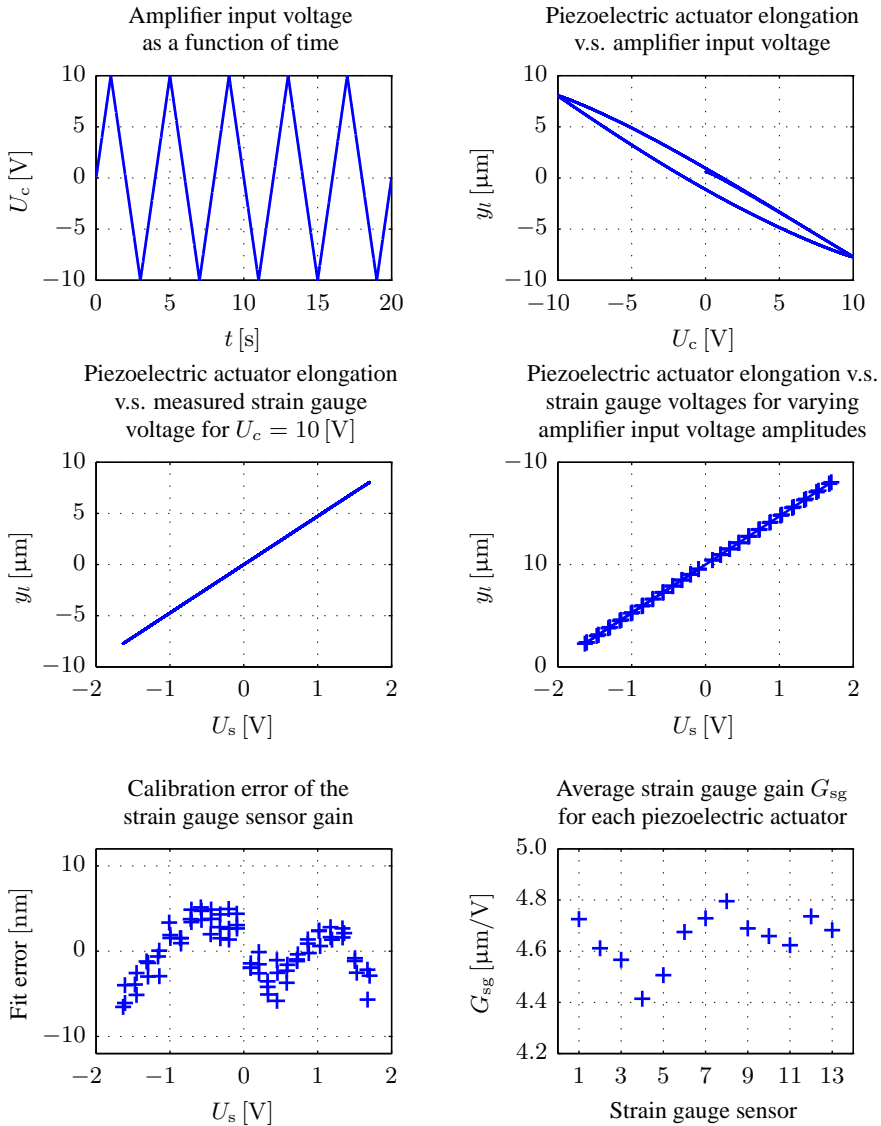 Amplifier input voltage
as a function of time
10
5
0
−5
−10
U_c [V]
0 5 10 15 20
t [s]
Piezoelectric actuator elongation
v.s. amplifier input voltage
10
5
0
−5
−10
y_l [µm]
−10 −5 0 5 10
U_c [V]
Piezoelectric actuator elongation
v.s. measured strain gauge
voltage for U_c = 10 [V]
10
5
0
−5
−10
y_l [µm]
−2 −1 0 1 2
U_s [V]
Piezoelectric actuator elongation v.s.
strain gauge voltages for varying
amplifier input voltage amplitudes
−10
10
0
y_l [µm]
−2 −1 0 1 2
U_s [V]
Calibration error of the
strain gauge sensor gain
10
0
−10
Fit error [nm]
−2 −1 0 1 2
U_s [V]
Average strain gauge gain G_sg
for each piezoelectric actuator
5.0
4.8
4.6
4.4
4.2
G_sg [µm/V]
1 3 5 7 9 11 13
Strain gauge sensor